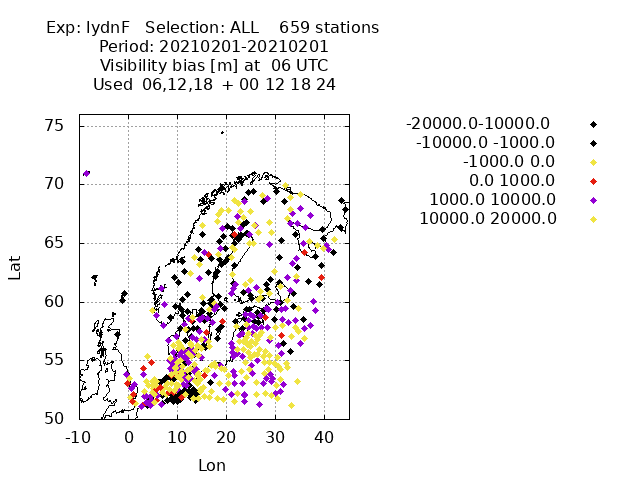 Exp: IydnF   Selection: ALL    659 stations
Period: 20210201-20210201
Visibility bias [m] at  06 UTC
Used  06,12,18  + 00 12 18 24
-20000.0-10000.0
-10000.0 -1000.0
-1000.0 0.0
0.0 1000.0
1000.0 10000.0
10000.0 20000.0
75
70
65
60
55
50
Lat
-10 0 10 20 30 40
Lon